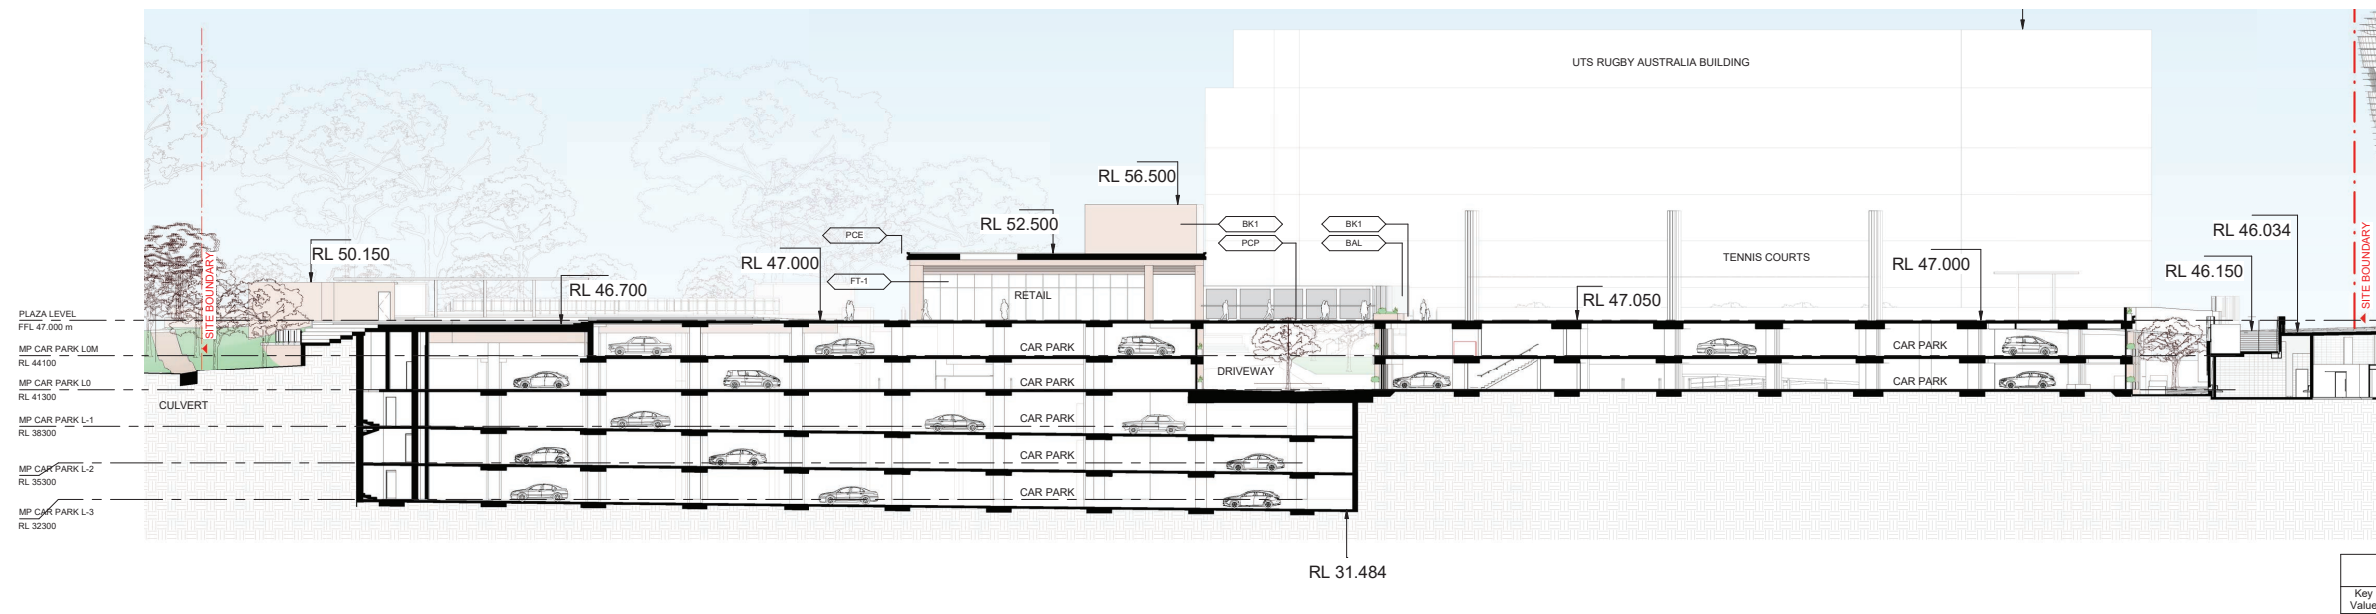 UTS RUGBY AUSTRALIA BUILDING
RL 56.500
RL 52.500
BK1
BK1
PCE
PCP
BAL
RL 50.150
RL 47.000
TENNIS COURTS
RL 47.000
RL 46.034
RL 46.150
SITE BOUNDARY
SITE BOUNDARY
FT-1
RL 46.700
RETAIL
RL 47.050
PLAZA LEVEL
FFL 47.000 m
MP CAR PARK L0M
RL 44100
CAR PARK
CAR PARK
DRIVEWAY
MP CAR PARK L0
RL 41300
CAR PARK
CAR PARK
CULVERT
MP CAR PARK L-1
RL 38300
CAR PARK
MP CAR PARK L-2
RL 35300
CAR PARK
MP CAR PARK L-3
RL 32300
CAR PARK
RL 31.484
Key
Value